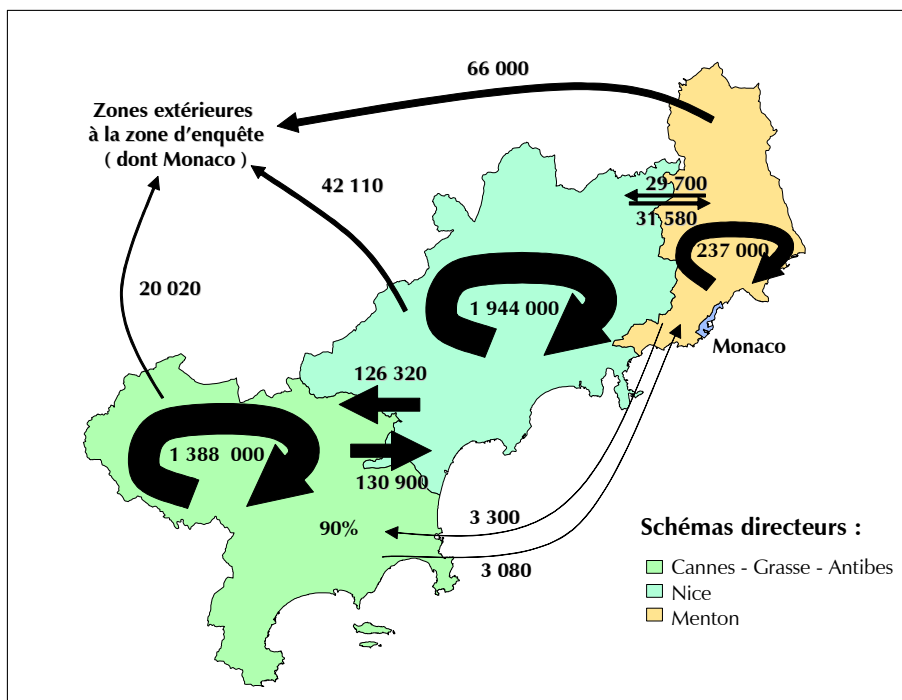 66 000
Zones extérieures
à la zone d'enquête
( dont Monaco )
42 110
29 700
31 580
237 000
20 020
1 944 000
Monaco
126 320
1 388 000
130 900
90%
3 300
3 080
Schémas directeurs :
Cannes - Grasse - Antibes
Nice
Menton